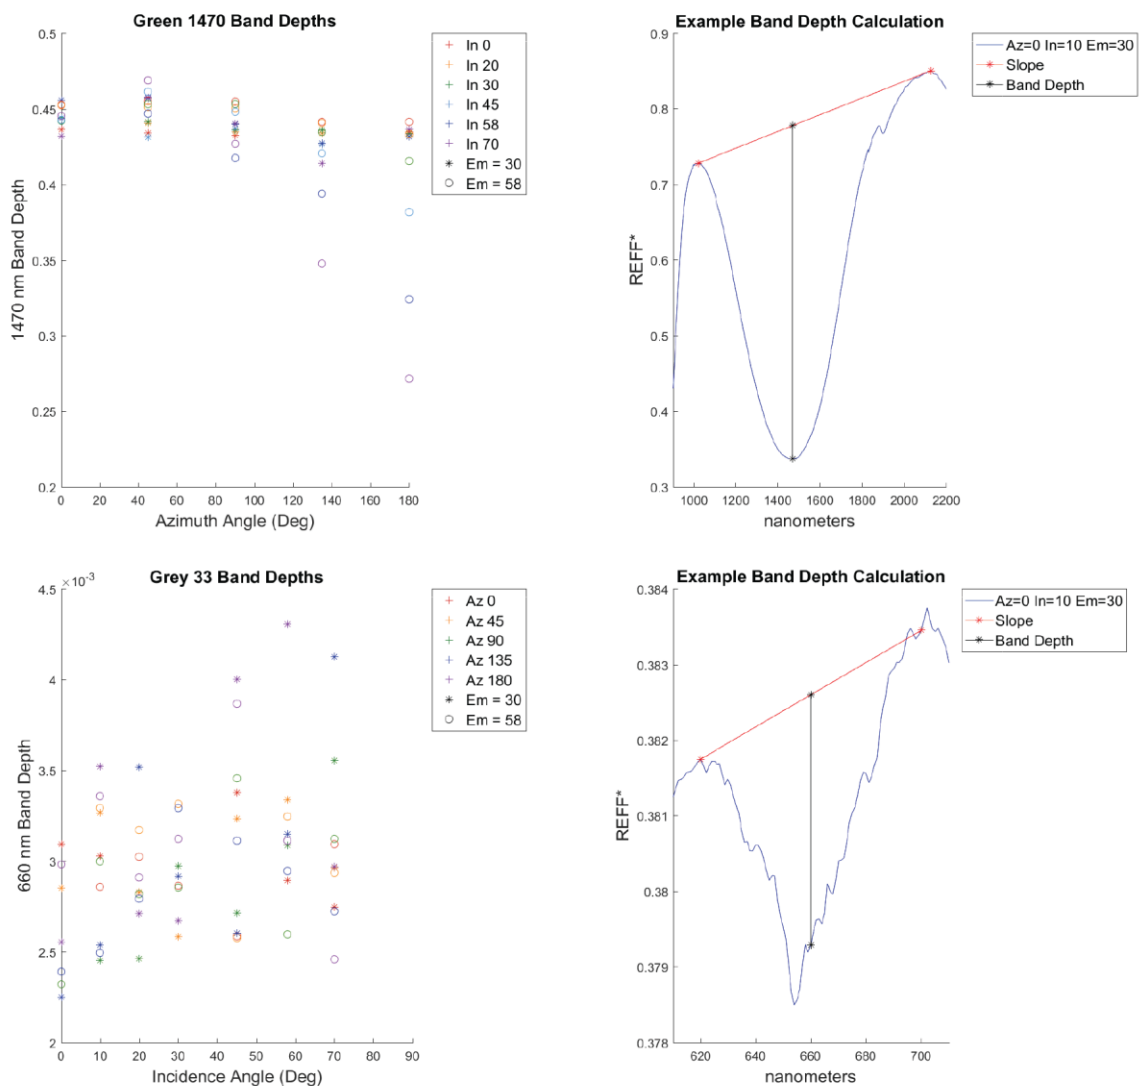 Green 1470 Band Depths
0.5
0.45
0.4
0.35
0.3
0.25
0.2
0 20 40 60 80 100 120 140 160 180
1470 nm Band Depth
Azimuth Angle (Deg)
In 0
In 20
In 30
In 45
In 58
In 70
Em = 30
Em = 58
Example Band Depth Calculation
0.9
0.8
0.7
0.6
0.5
0.4
0.3
1000 1200 1400 1600 1800 2000 2200
REFF*
nanometers
Az=0 In=10 Em=30
Slope
Band Depth
Grey 33 Band Depths
×10-3
4.5
4
3.5
3
2.5
2
0 10 20 30 40 50 60 70 80 90
660 nm Band Depth
Incidence Angle (Deg)
Az 0
Az 45
Az 90
Az 135
Az 180
Em = 30
Em = 58
Example Band Depth Calculation
0.384
0.383
0.382
0.381
0.38
0.379
0.378
620 640 660 680 700
REFF*
nanometers
Az=0 In=10 Em=30
Slope
Band Depth